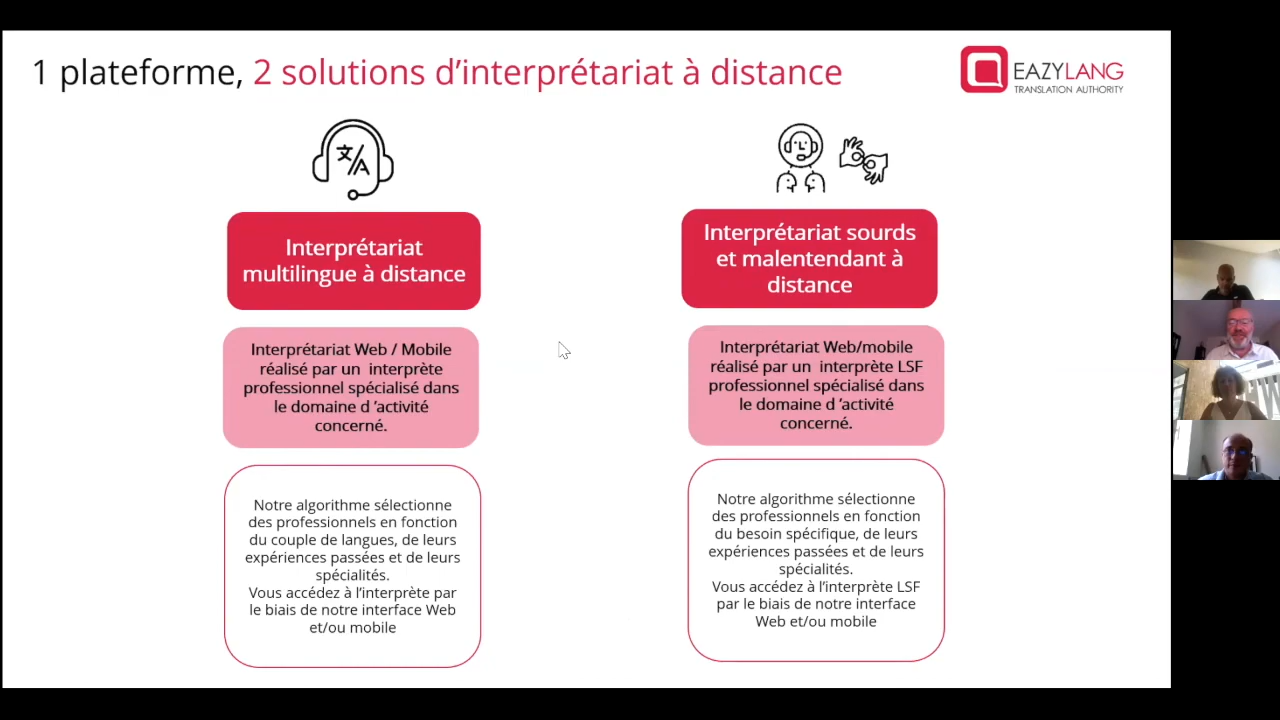 1 plateforme, 2 solutions d’interprétariat à distance
EAZYLANG
TRANSLATION AUTHORITY
文/A
Interprétariat
multilingue à distance
Interprétariat Web / Mobile
réalisé par un interprète
professionnel spécialisé dans
le domaine d ’activité
concerné.
Notre algorithme sélectionne
des professionnels en fonction
du couple de langues, de leurs
expériences passées et de leurs
spécialités.
Vous accédez à l’interprète par
le biais de notre interface Web
et/ou mobile
Interprétariat sourds
et malentendant à
distance
Interprétariat Web/mobile
réalisé par un interprète LSF
professionnel spécialisé dans
le domaine d ’activité
concerné.
Notre algorithme sélectionne
des professionnels en fonction
du besoin spécifique, de leurs
expériences passées et de leurs
spécialités.
Vous accédez à l’interprète LSF
par le biais de notre interface
Web et/ou mobile